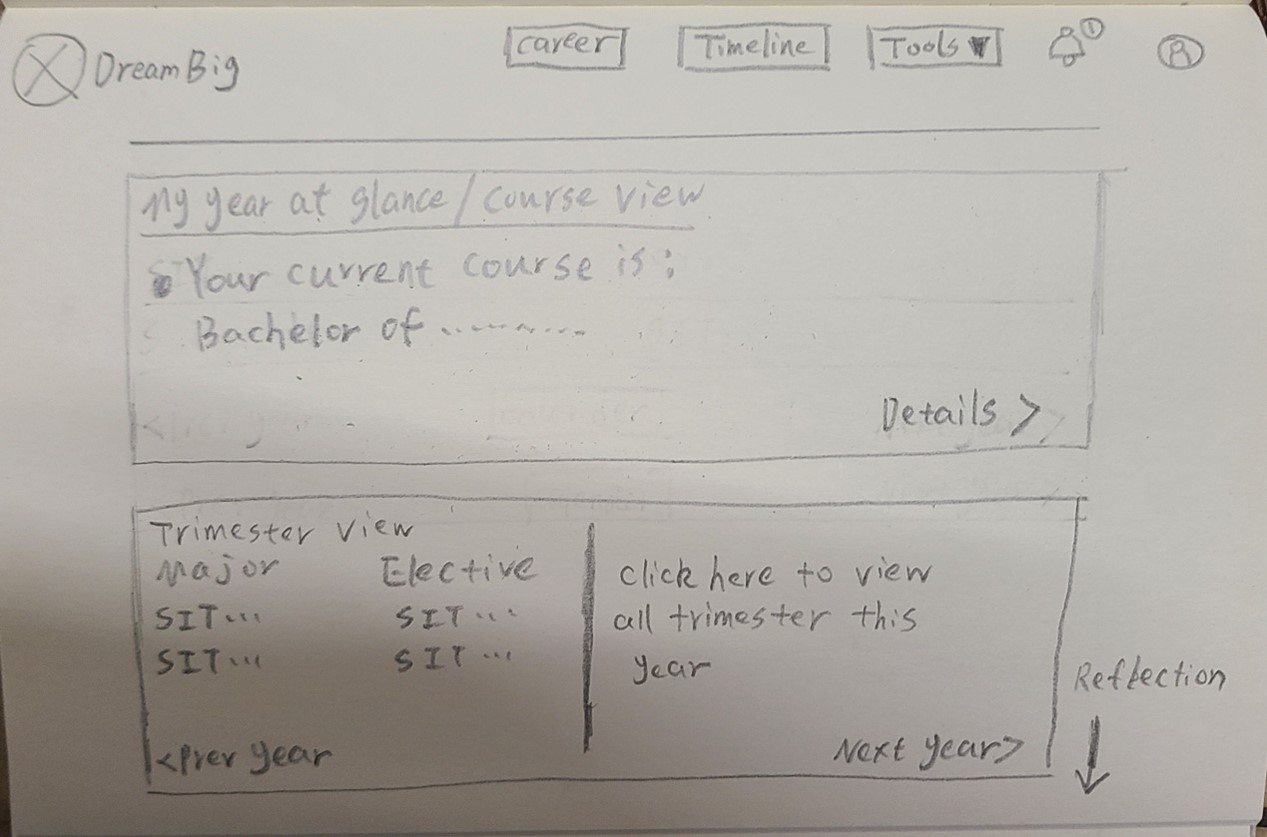 DreamBig
career
Timeline
Tools ▼
1
R
My year at glance/course view
Your current course is:
Bachelor of ...........
Details >
Trimester view
Major Elective
SIT... SIT...
SIT... SIT...
click here to view
all trimester this
year
<Prev year
Next year>
Reflection